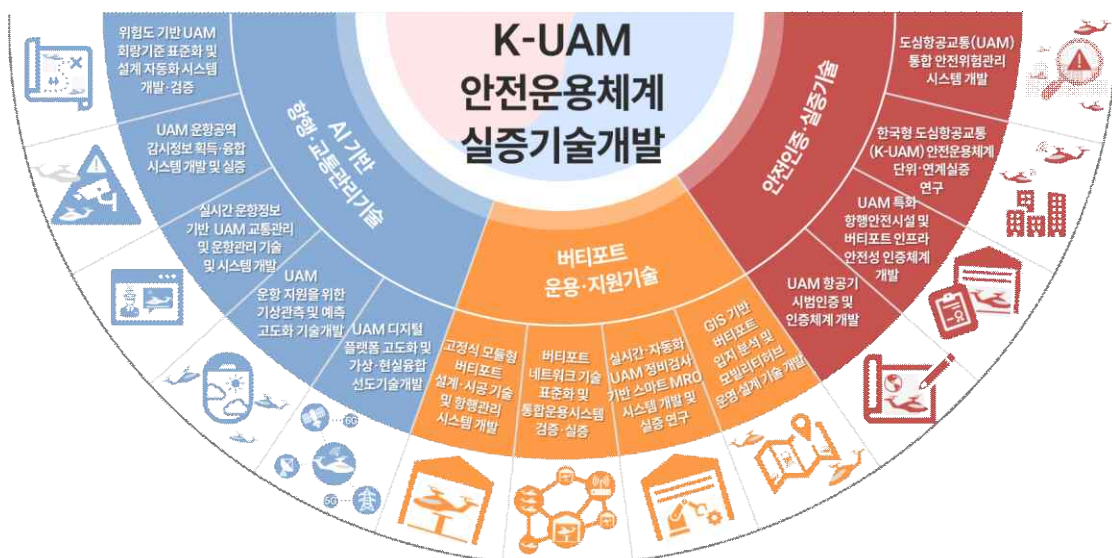 K-UAM
안전운용체계
실증기술개발
AI 기반
항행·교통관리기술
위험도 기반 UAM
회랑기준 표준화 및
설계 자동화 시스템
개발·검증
UAM 운항공역
감시정보 획득·융합
시스템 개발 및 실증
실시간 운항정보
기반 UAM 교통관리
및 운항관리 기술
및 시스템 개발
UAM
운항 지원을 위한
기상관측 및 예측
고도화 기술개발
UAM 디지털
플랫폼 고도화 및
가상·현실융합
선도기술개발
버티포트
운용·지원기술
고정식 모듈형
버티포트
설계·시공 기술
및 항행관리
시스템 개발
버티포트
네트워크 기술
표준화 및
통합운용시스템
검증·실증
실시간·자동화
UAM 정비검사
기반 스마트 MRO
시스템 개발 및
실증 연구
GIS 기반
버티포트
입지 분석 및
모빌리티허브
운영 설계 기술 개발
안전인증·실증기술
UAM 항공기
시범인증 및
인증체계 개발
UAM 특화
항행안전시설 및
버티포트 인프라
안전성 인증체계
개발
한국형 도심항공교통
(K-UAM) 안전운용체계
단위·연계실증
연구
도심항공교통(UAM)
통합 안전위험관리
시스템 개발
6G
5G